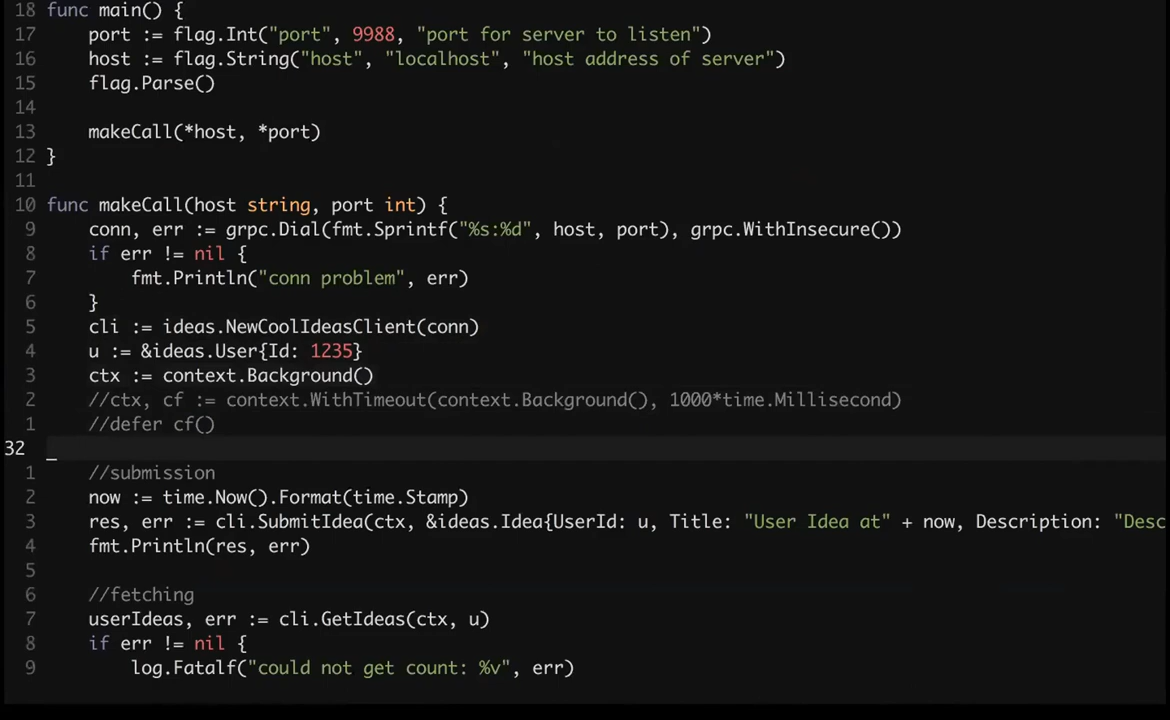 18 func main() {
17     port := flag.Int("port", 9988, "port for server to listen")
16     host := flag.String("host", "localhost", "host address of server")
15     flag.Parse()
14
13     makeCall(*host, *port)
12 }
11
10 func makeCall(host string, port int) {
9     conn, err := grpc.Dial(fmt.Sprintf("%s:%d", host, port), grpc.WithInsecure())
8     if err != nil {
7         fmt.Println("conn problem", err)
6     }
5     cli := ideas.NewCoolIdeasClient(conn)
4     u := &ideas.User{Id: 1235}
3     ctx := context.Background()
2     //ctx, cf := context.WithTimeout(context.Background(), 1000*time.Millisecond)
1     //defer cf()
32
1     //submission
2     now := time.Now().Format(time.Stamp)
3     res, err := cli.SubmitIdea(ctx, &ideas.Idea{UserId: u, Title: "User Idea at" + now, Description: "Desc
4     fmt.Println(res, err)
5
6     //fetching
7     userIdeas, err := cli.GetIdeas(ctx, u)
8     if err != nil {
9         log.Fatalf("could not get count: %v", err)